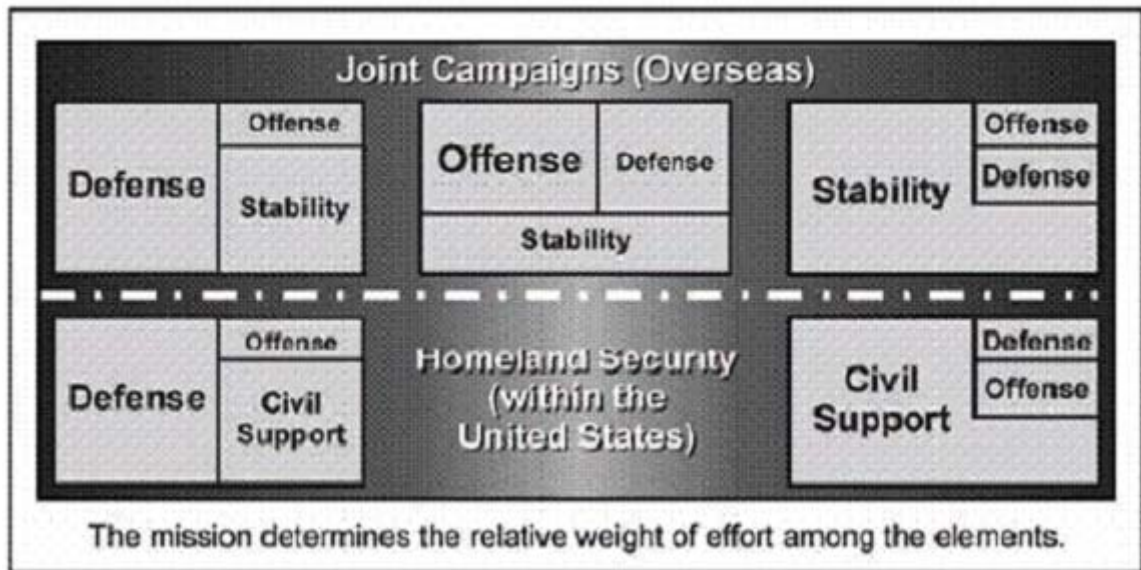 Joint Campaigns (Overseas)
Defense
Offense
Stability
Offense
Defense
Stability
Stability
Offense
Defense
Defense
Offense
Civil
Support
Homeland Security
(within the
United States)
Civil
Support
Defense
Offense
The mission determines the relative weight of effort among the elements.